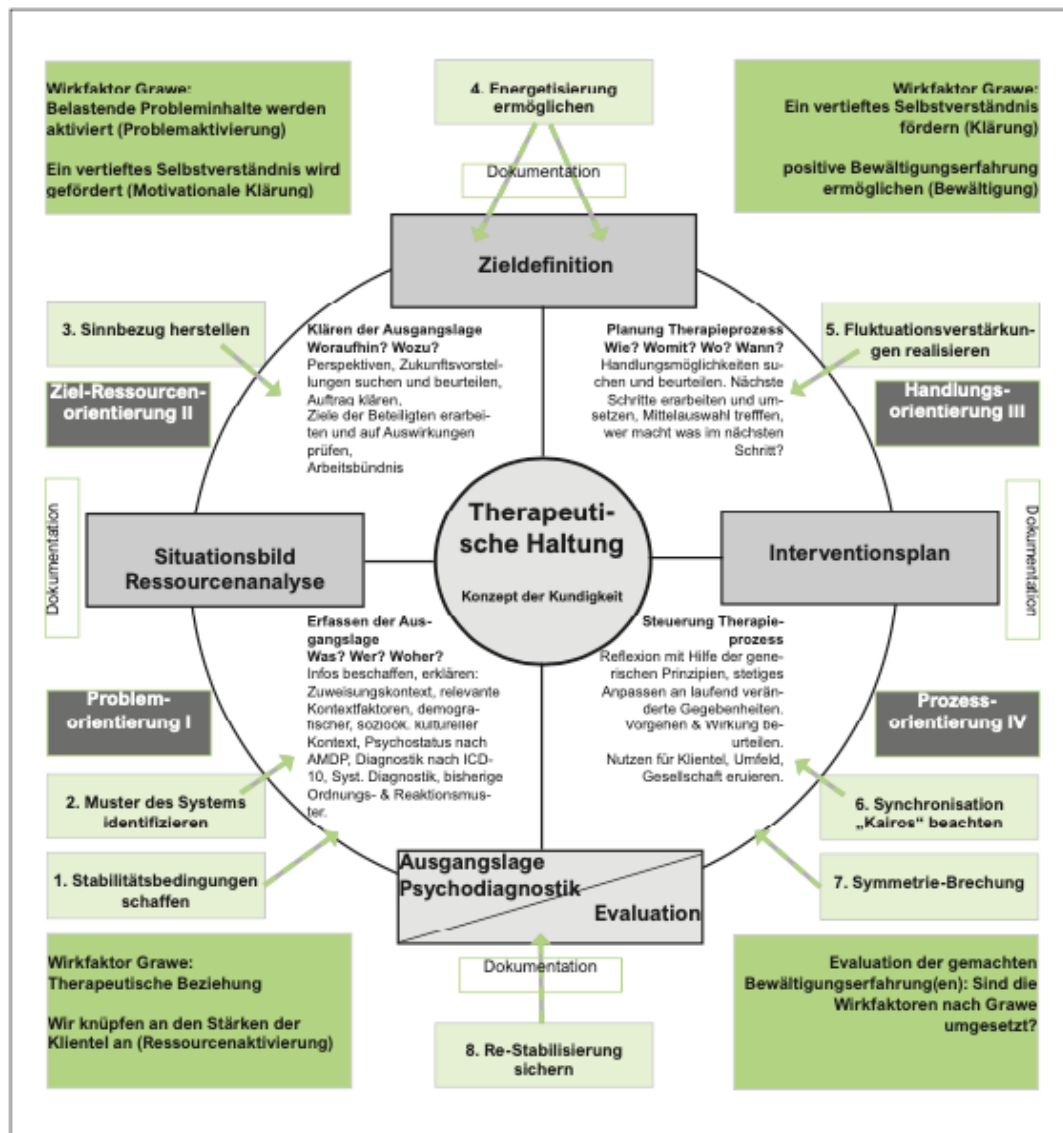 Wirkfaktor Grawe:
Belastende Probleminhalte werden
aktiviert (Problemaktivierung)
Ein vertieftes Selbstverständnis wird
gefördert (Motivationale Klärung)
4. Energetisierung
ermöglichen
Wirkfaktor Grawe:
Ein vertieftes Selbstverständnis
fördern (Klärung)
positive Bewältigungserfahrung
ermöglichen (Bewältigung)
Dokumentation
Zieldefinition
3. Sinnbezug herstellen
Ziel-Ressourcen-
orientierung II
Klären der Ausgangslage
Woraufhin? Wozu?
Perspektiven, Zukunftsvorstel-
lungen suchen und beurteilen,
Auftrag klären,
Ziele der Beteiligten erarbei-
ten und auf Auswirkungen
prüfen,
Arbeitsbündnis
Planung Therapieprozess
Wie? Womit? Wo? Wann?
Handlungsmöglichkeiten su-
chen und beurteilen. Nächste
Schritte erarbeiten und um-
setzen, Mittelauswahl trefffen,
wer macht was im nächsten
Schritt?
5. Fluktuationsverstärkun-
gen realisieren
Handlungs-
orientierung III
Dokumentation
Situationsbild
Ressourcenanalyse
Therapeuti-
sche Haltung
Konzept der Kundigkeit
Interventionsplan
Dokumentation
Problem-
orientierung I
2. Muster des Systems
identifizieren
1. Stabilitätsbedingungen
schaffen
Erfassen der Aus-
gangslage
Was? Wer? Woher?
Infos beschaffen, erklären:
Zuweisungskontext, relevante
Kontextfaktoren, demogra-
fischer, soziook. kultureller
Kontext, Psychostatus nach
AMDP, Diagnostik nach ICD-
10, Syst. Diagnostik, bisherige
Ordnungs- & Reaktionsmus-
ter.
Steuerung Therapie-
prozess
Reflexion mit Hilfe der gene-
rischen Prinzipien, stetiges
Anpassen an laufend verän-
derte Gegebenheiten.
Vorgehen & Wirkung be-
urteilen.
Nutzen für Klientel, Umfeld,
Gesellschaft eruieren.
Prozess-
orientierung IV
6. Synchronisation
„Kairos“ beachten
7. Symmetrie-Brechung
Ausgangslage
Psychodiagnostik
Evaluation
Dokumentation
Wirkfaktor Grawe:
Therapeutische Beziehung
Wir knüpfen an den Stärken der
Klientel an (Ressourcenaktivierung)
8. Re-Stabilisierung
sichern
Evaluation der gemachten
Bewältigungserfahrung(en): Sind die
Wirkfaktoren nach Grawe
umgesetzt?